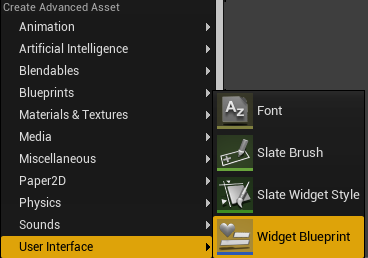 Create Advanced Asset
Animation
Artificial Intelligence
Blendables
Blueprints
Materials & Textures
Media
Miscellaneous
Paper2D
Physics
Sounds
User Interface
Az
Font
Slate Brush
Slate Widget Style
Widget Blueprint